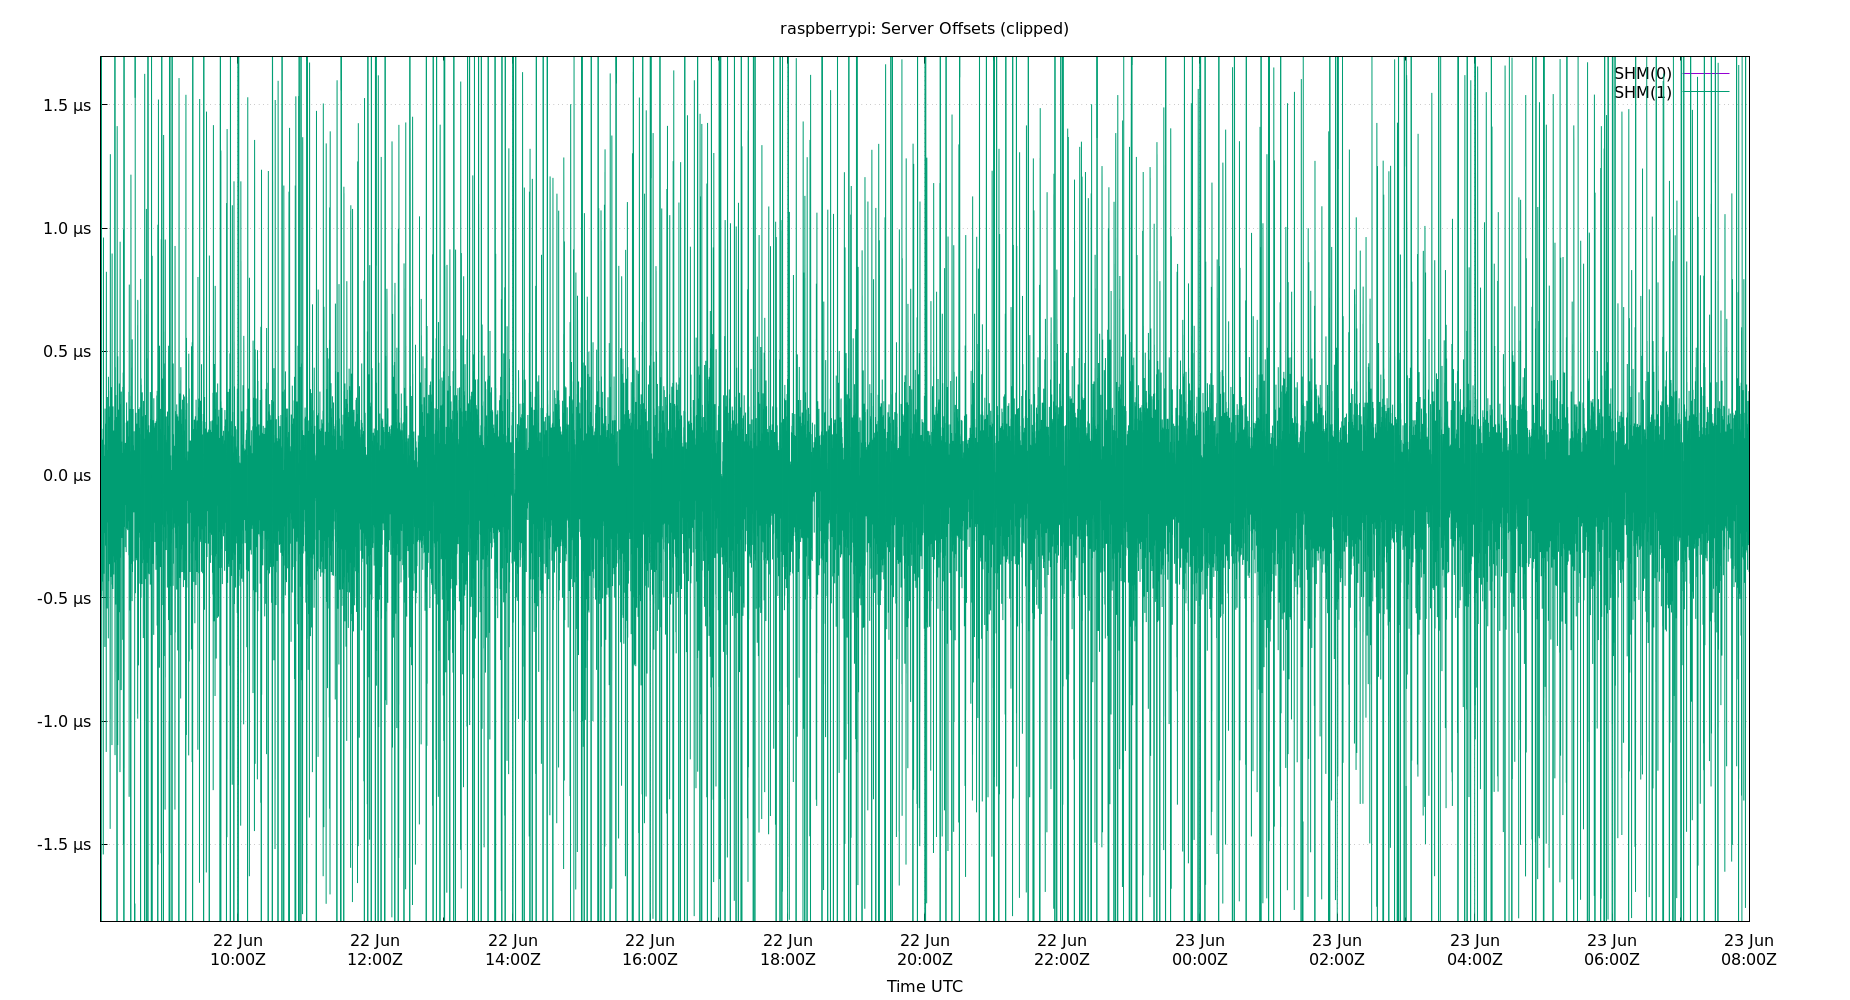 raspberrypi: Server Offsets (clipped)
SHM(0)
SHM(1)
1.5 µs
1.0 µs
0.5 µs
0.0 µs
-0.5 µs
-1.0 µs
-1.5 µs
22 Jun 22 Jun 22 Jun 22 Jun 22 Jun 22 Jun 22 Jun 23 Jun 23 Jun 23 Jun 23 Jun 23 Jun
10:00Z 12:00Z 14:00Z 16:00Z 18:00Z 20:00Z 22:00Z 00:00Z 02:00Z 04:00Z 06:00Z 08:00Z
Time UTC